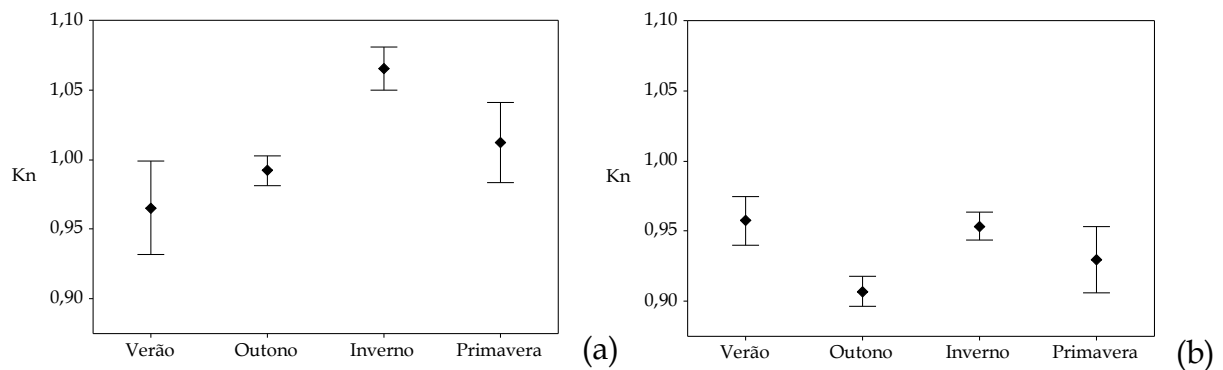 1,10
1,05
1,00
Kn
0,95
0,90
Verão Outono Inverno Primavera
(a)
1,10
1,05
1,00
Kn
0,95
0,90
Verão Outono Inverno Primavera
(b)